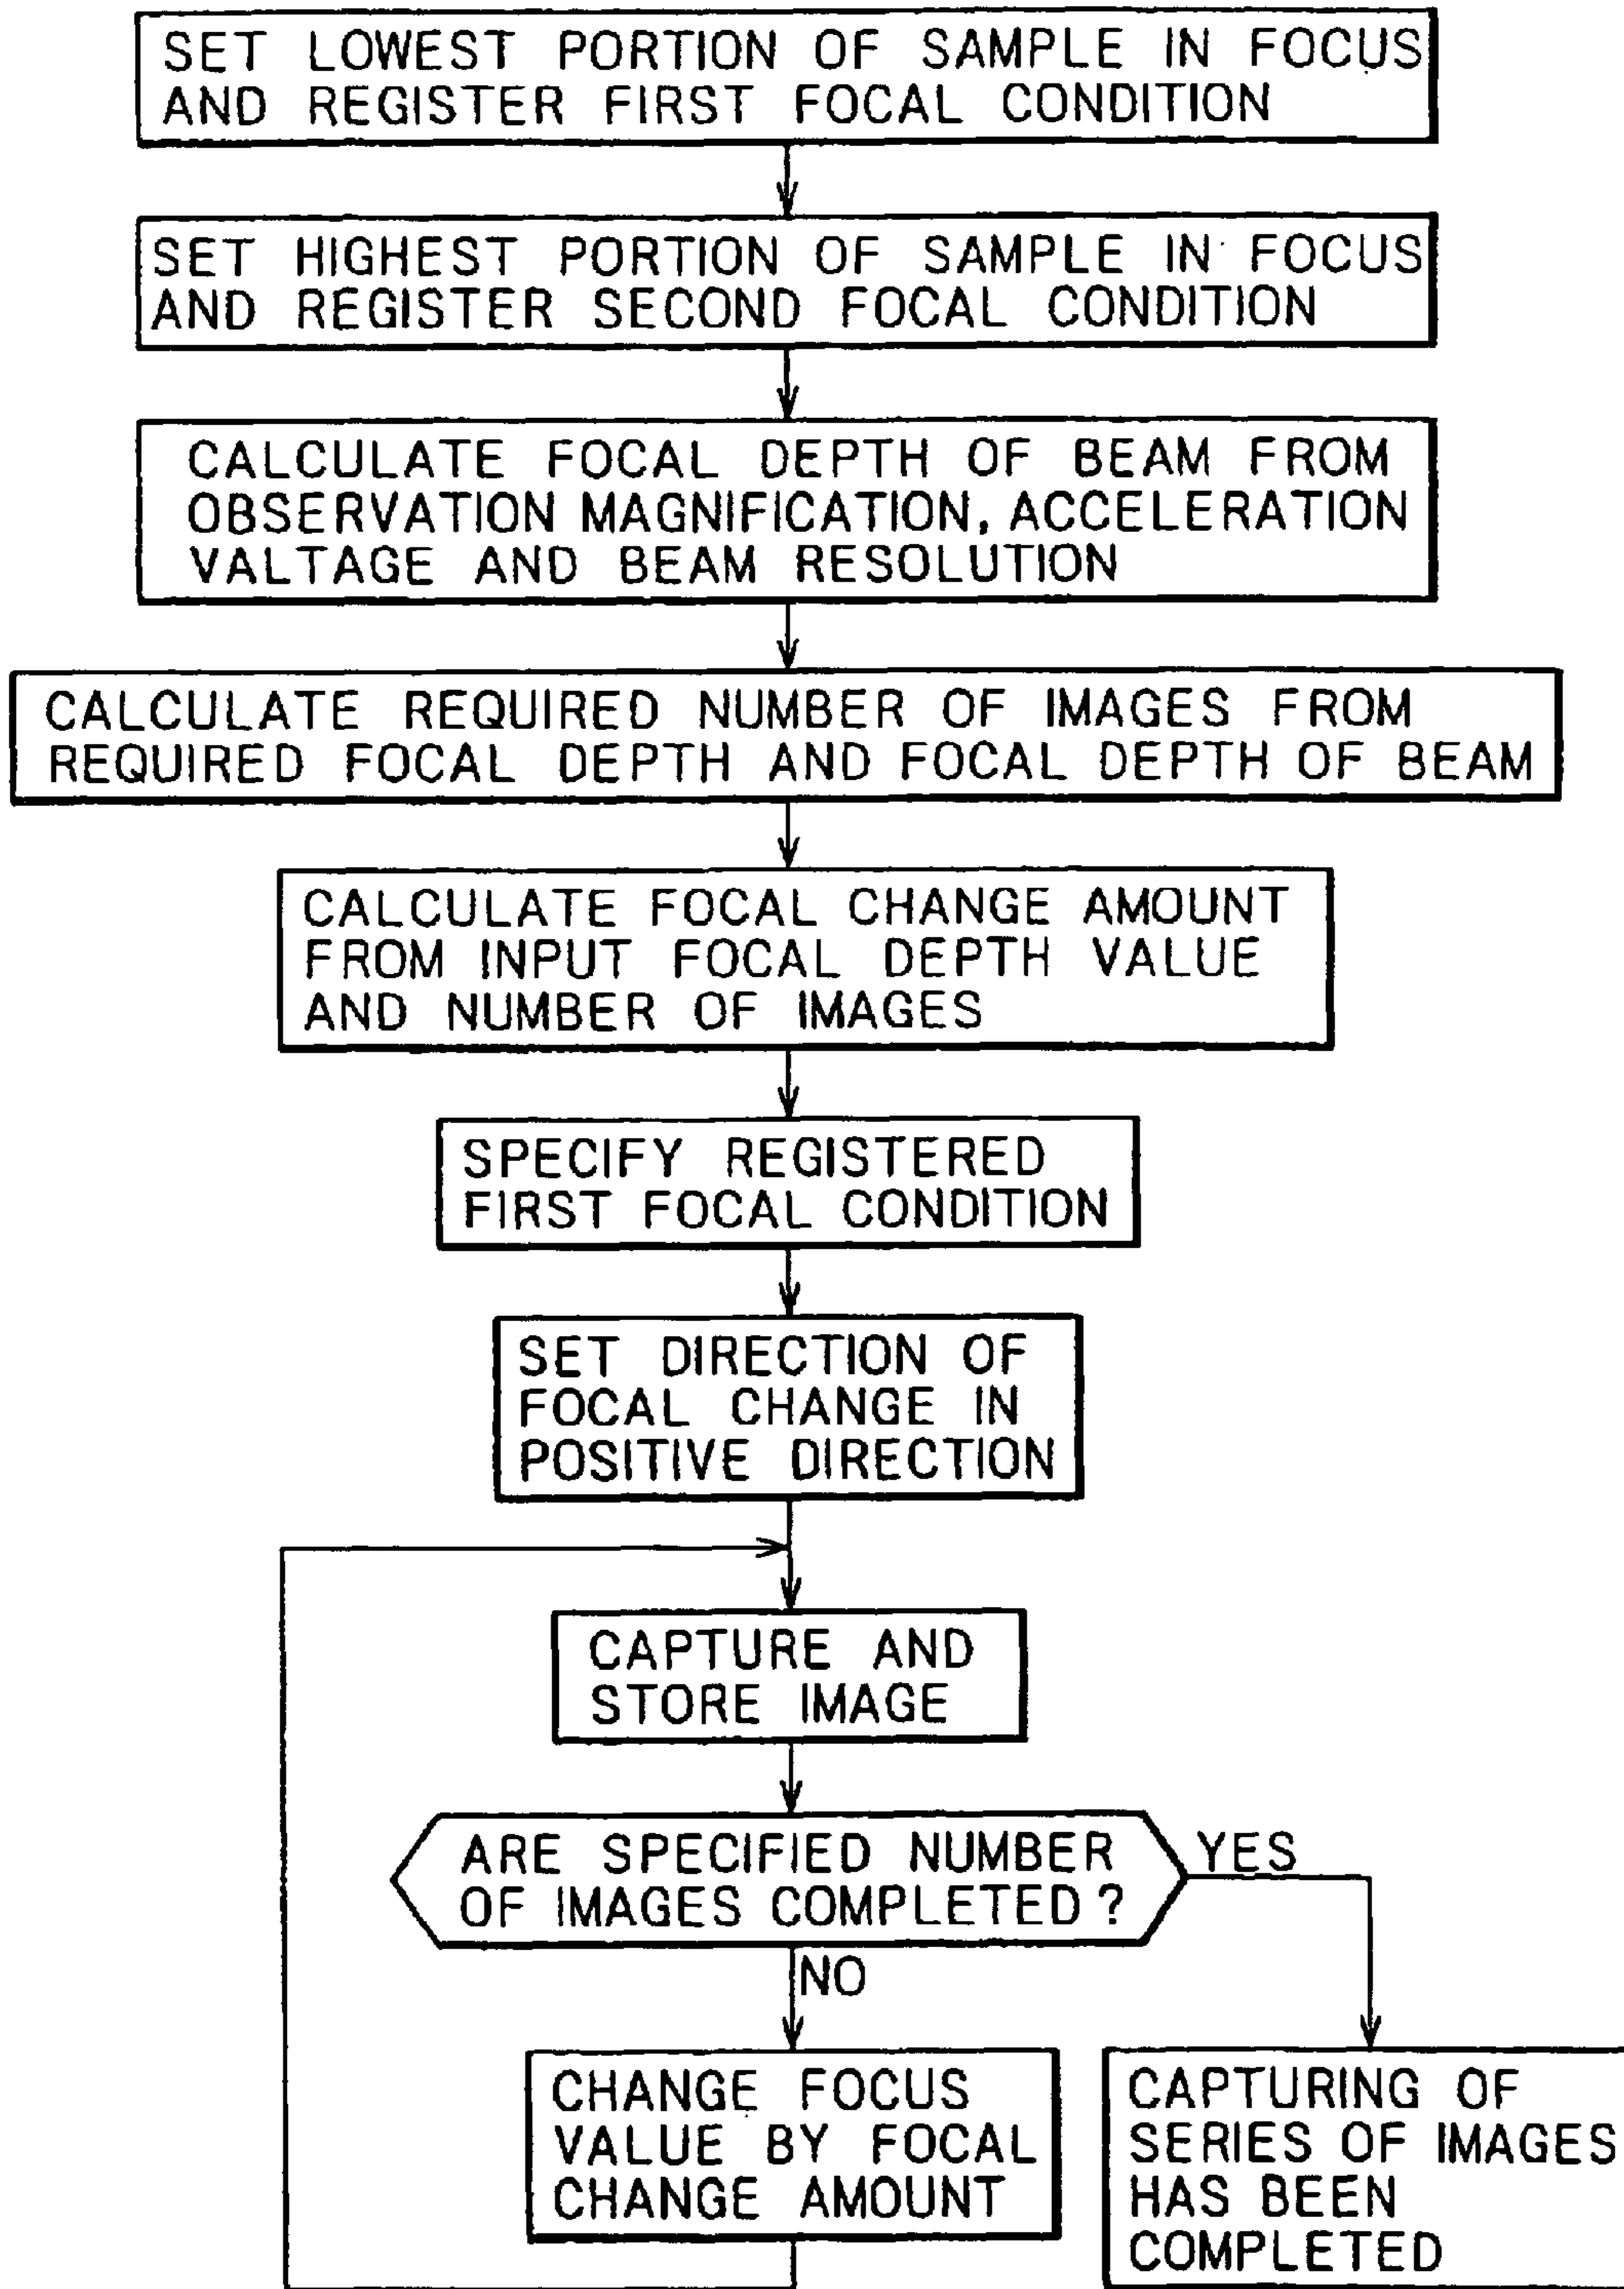 SET LOWEST PORTION OF SAMPLE IN FOCUS
AND REGISTER FIRST FOCAL CONDITION
SET HIGHEST PORTION OF SAMPLE IN FOCUS
AND REGISTER SECOND FOCAL CONDITION
CALCULATE FOCAL DEPTH OF BEAM FROM
OBSERVATION MAGNIFICATION, ACCELERATION
VALTAGE AND BEAM RESOLUTION
CALCULATE REQUIRED NUMBER OF IMAGES FROM
REQUIRED FOCAL DEPTH AND FOCAL DEPTH OF BEAM
CALCULATE FOCAL CHANGE AMOUNT
FROM INPUT FOCAL DEPTH VALUE
AND NUMBER OF IMAGES
SPECIFY REGISTERED
FIRST FOCAL CONDITION
SET DIRECTION OF
FOCAL CHANGE IN
POSITIVE DIRECTION
CAPTURE AND
STORE IMAGE
ARE SPECIFIED NUMBER
OF IMAGES COMPLETED ?
YES
NO
CHANGE FOCUS
VALUE BY FOCAL
CHANGE AMOUNT
CAPTURING OF
SERIES OF IMAGES
HAS BEEN
COMPLETED